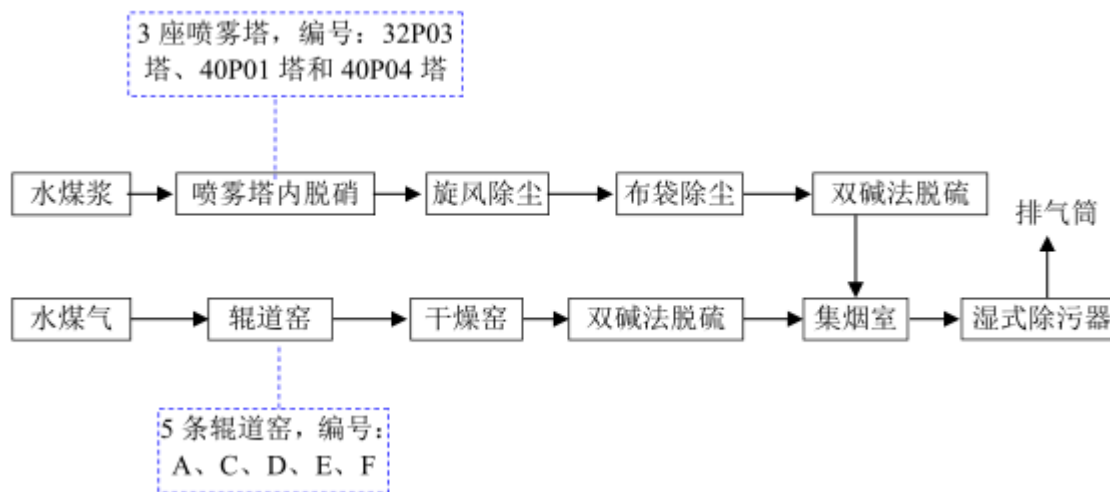 3 座喷雾塔，编号：32P03
塔、40P01 塔和 40P04 塔
水煤浆
喷雾塔内脱硝
旋风除尘
布袋除尘
双碱法脱硫
排气筒
水煤气
辊道窑
干燥窑
双碱法脱硫
集烟室
湿式除污器
5 条辊道窑，编号：
A、C、D、E、F